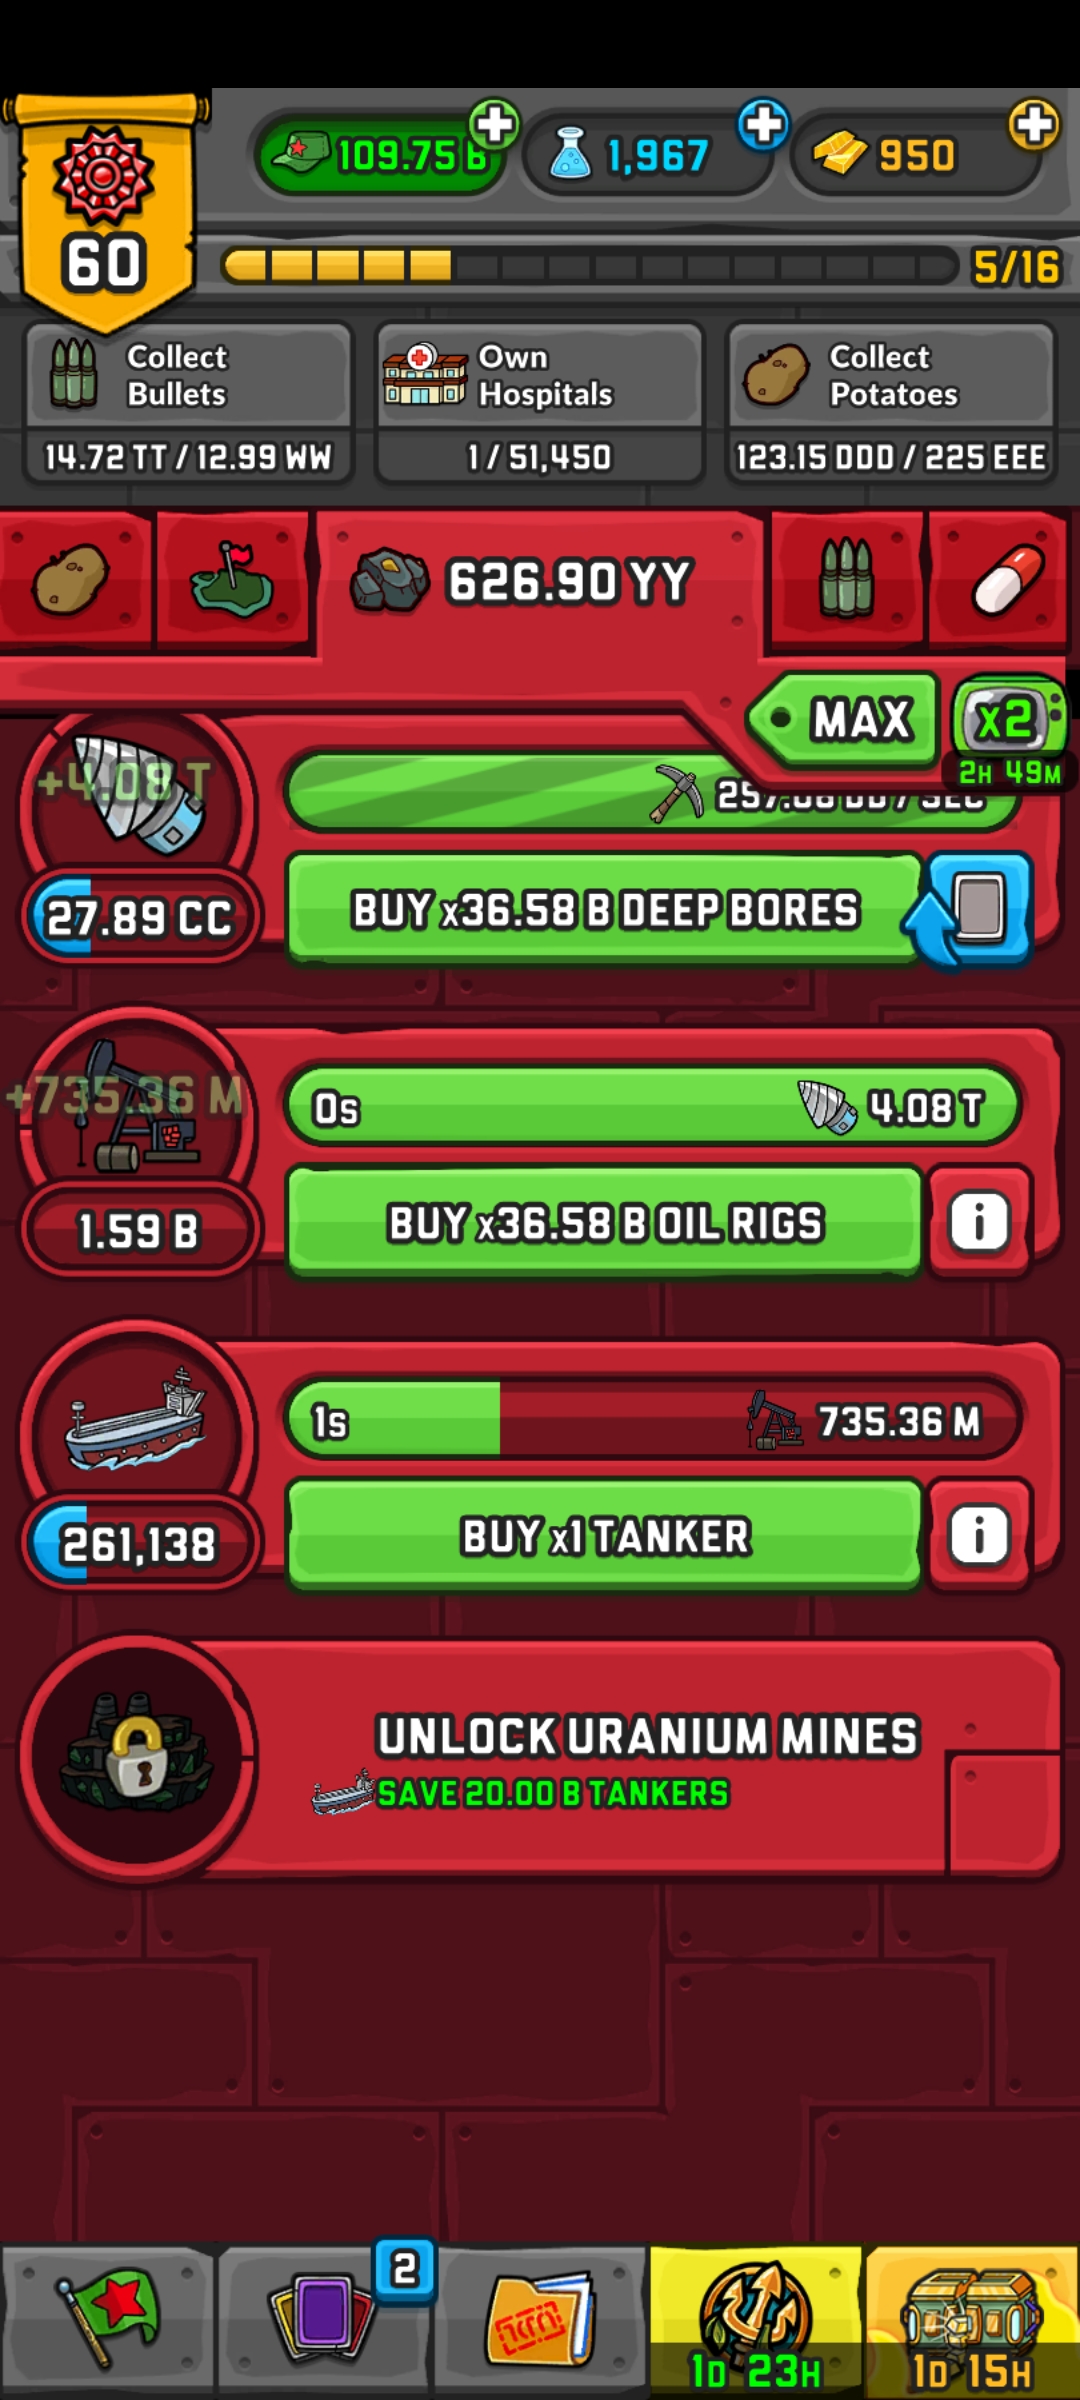 109.75 B
1,967
950
60
5/16
Collect
Bullets
14.72 TT / 12.99 WW
Own
Hospitals
1 / 51,450
Collect
Potatoes
123.15 DDD / 225 EEE
626.90 YY
MAX
x2
2H 49M
+4.08 T
27.89 CC
BUY x36.58 B DEEP BORES
+735.36 M
0s
4.08 T
1.59 B
BUY x36.58 B OIL RIGS
i
1s
735.36 M
261,138
BUY x1 TANKER
i
UNLOCK URANIUM MINES
SAVE 20.00 B TANKERS
2
1D 23H
1D 15H